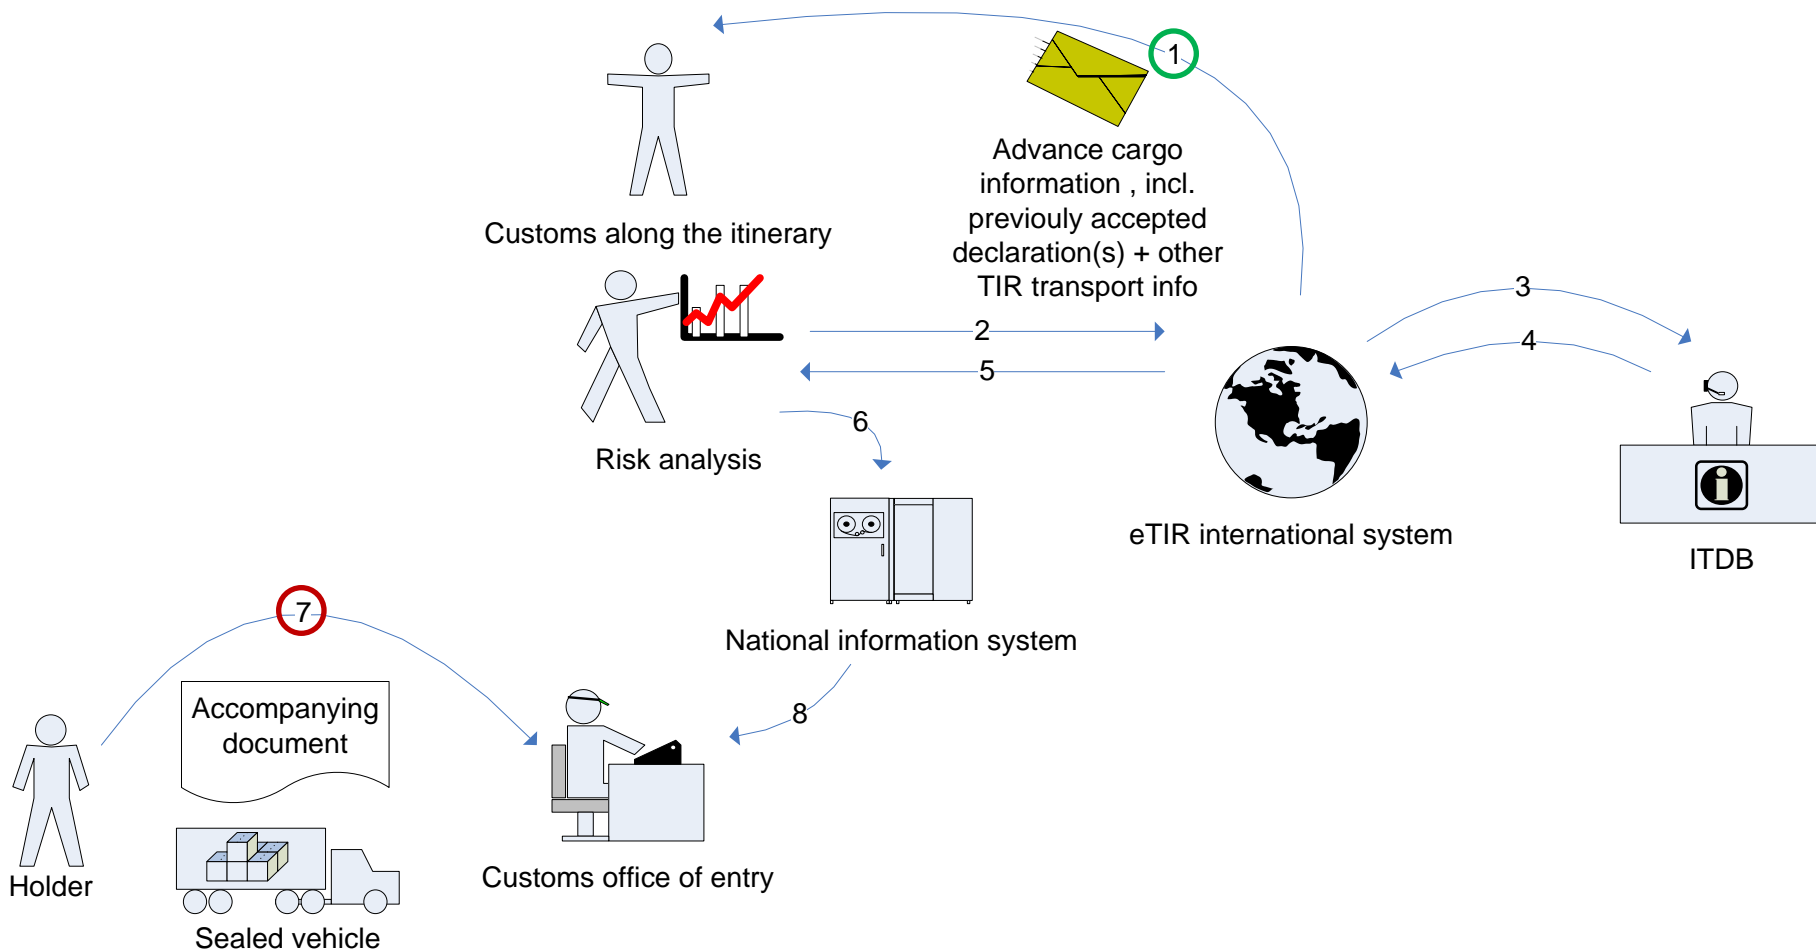 1
Advance cargo
information , incl.
previouly accepted
declaration(s) + other
TIR transport info
Customs along the itinerary
2
3
4
5
6
Risk analysis
eTIR international system
ITDB
National information system
7
8
Accompanying
document
Holder
Customs office of entry
Sealed vehicle